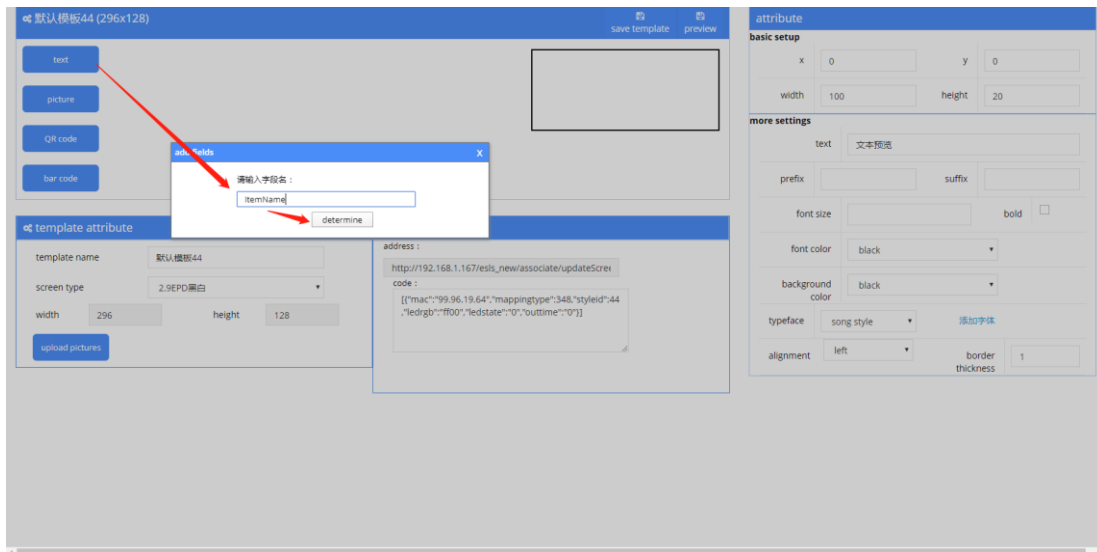 默认模板44 (296x128)
save template
preview
text
picture
QR code
bar code
add fields
X
请输入字段名：
ItemName
determine
template attribute
template name
默认模板44
screen type
2.9EPD黑白
width
296
height
128
upload pictures
address :
http://192.168.1.167/esls_new/associate/updateScree
code :
[{"mac":"99.96.19.64","mappingtype":348,"styleid":44
,"ledrgb":"ff00","ledstate":"0","outtime":"0"}]
attribute
basic setup
x
0
y
0
width
100
height
20
more settings
text
文本预览
prefix
suffix
font size
bold
font color
black
background
color
black
typeface
song style
添加字体
alignment
left
border
thickness
1